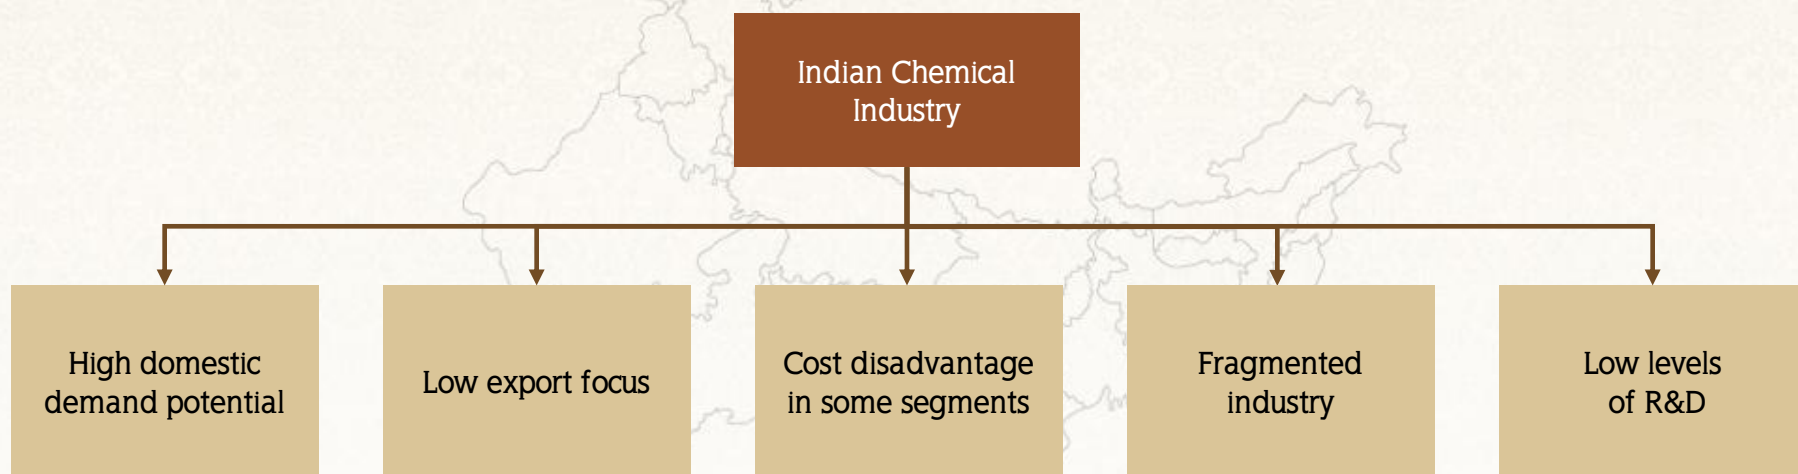 Indian Chemical
Industry
High domestic
demand potential
Low export focus
Cost disadvantage
in some segments
Fragmented
industry
Low levels
of R&D